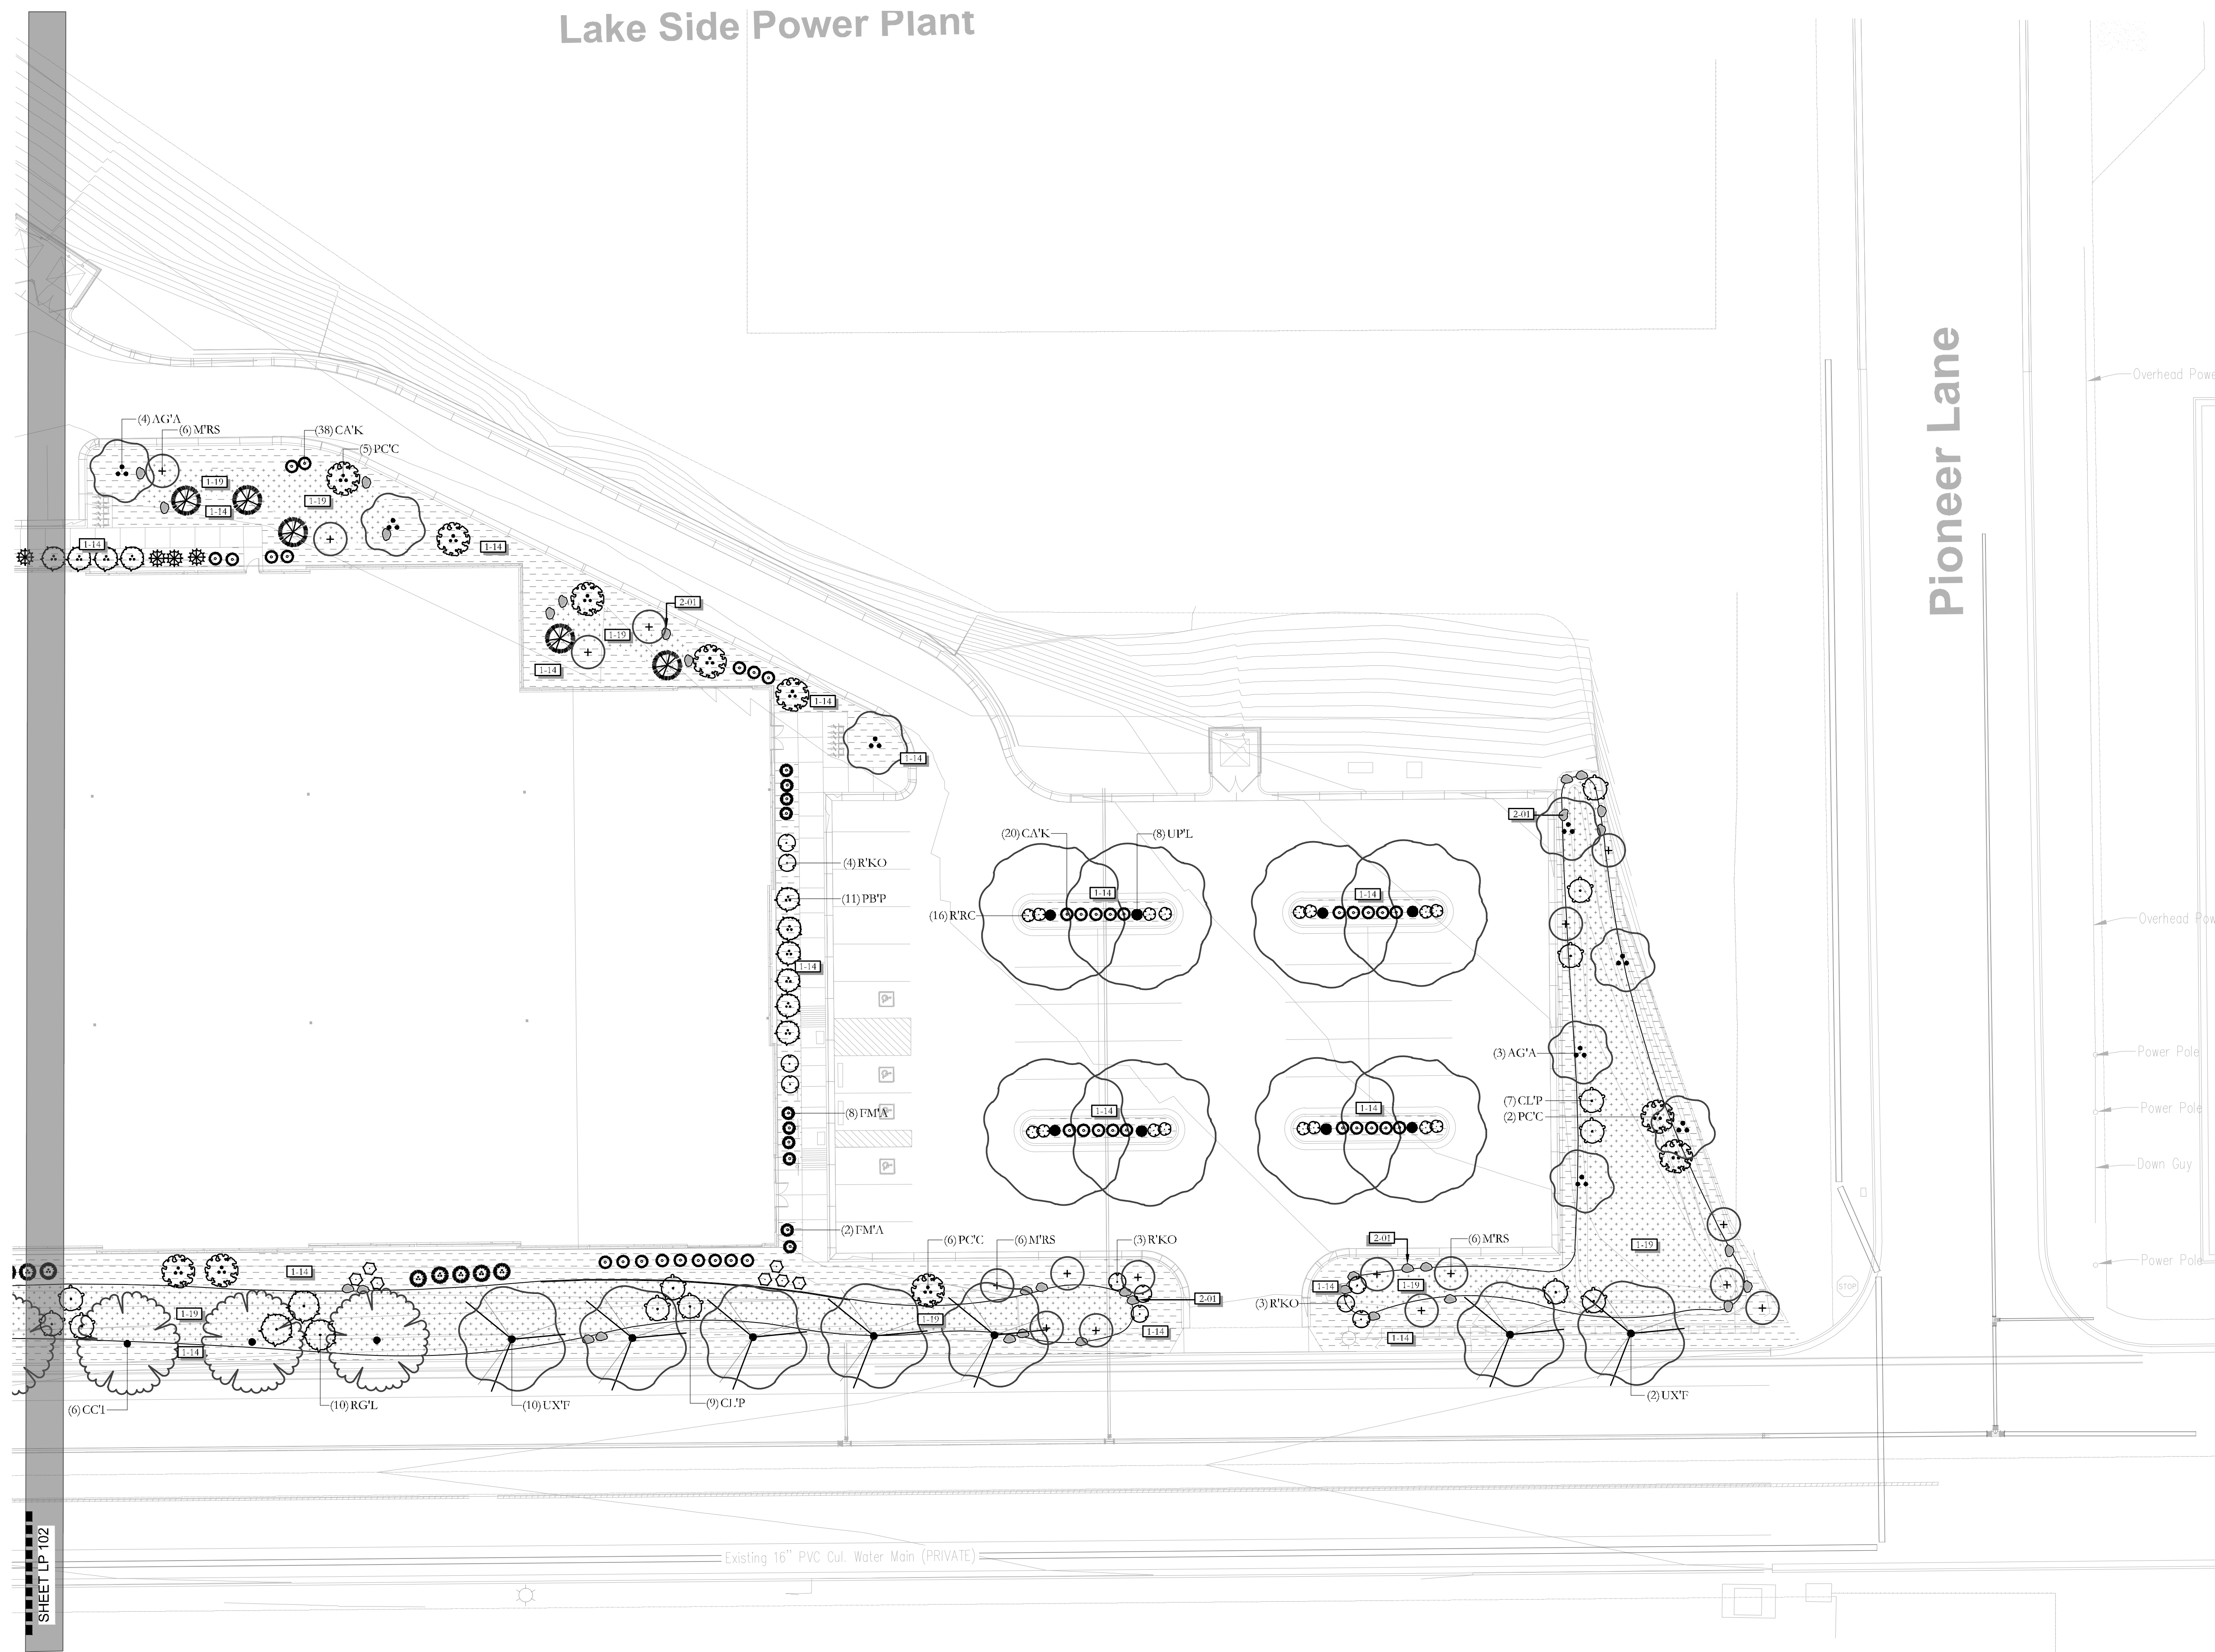 Lake Side Power Plant
Pioneer Lane
Overhead Powe
(4) AG'A
(6) M'RS
(38) CA'K
(5) PC'C
1-19
1-19
1-14
1-14
1-14
2-01
1-19
1-14
1-14
1-14
2-01
(20) CA'K
(8) UP'L
(4) R'KO
1-14
1-14
(11) PB'P
(16) R'RC
Overhead Pow
1-14
(3) AG'A
Power Pole
(7) CL'P
(2) PC'C
1-14
1-14
Power Pole
(8) FM'A
Down Guy
(2) FM'A
(6) PC'C
(6) M'RS
(3) R'KO
2-01
(6) M'RS
1-19
Power Pole
1-14
1-14
1-19
STOP
2-01
(3) R'KO
1-19
1-19
1-14
1-14
1-14
(6) CC'I
(10) RG'L
(10) UX'F
(9) CL'P
(2) UX'F
Existing 16" PVC Cul. Water Main (PRIVATE)
SHEET LP 102